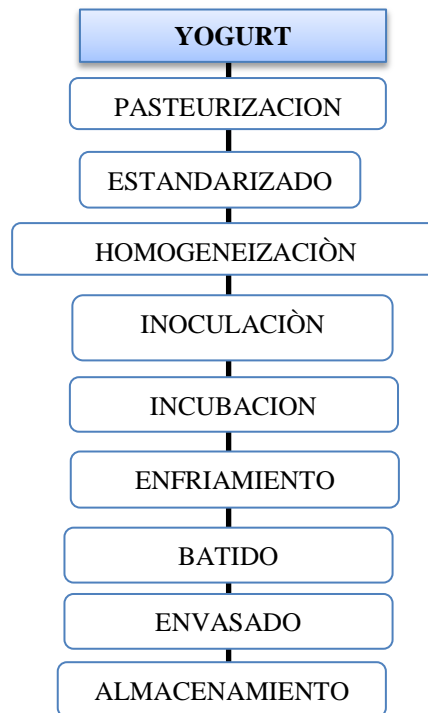 YOGURT
PASTEURIZACION
ESTANDARIZADO
HOMOGENEIZACIÒN
INOCULACIÒN
INCUBACION
ENFRIAMIENTO
BATIDO
ENVASADO
ALMACENAMIENTO